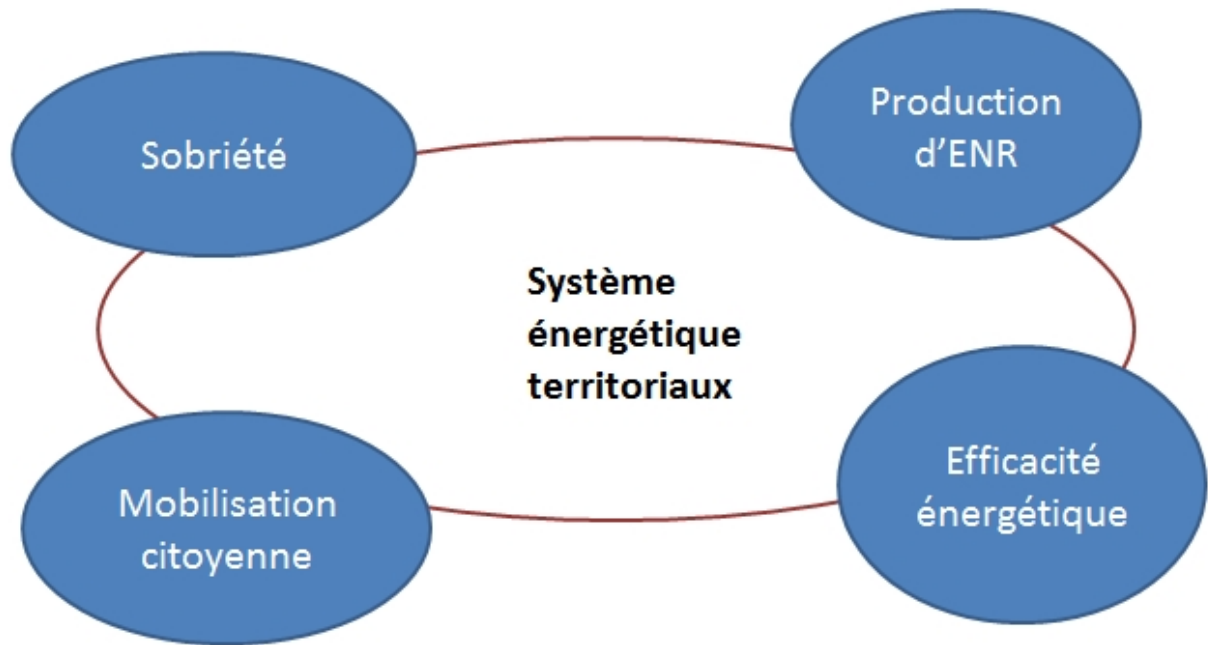 Sobriété
Production
d’ENR
Système
énergétique
territoriaux
Mobilisation
citoyenne
Efficacité
énergétique